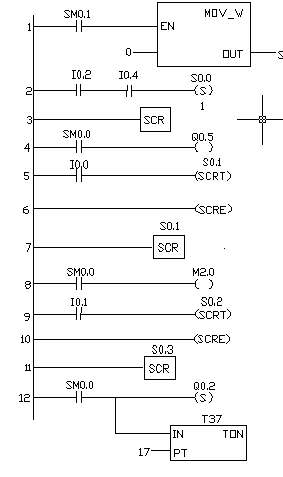 SM0.1 MOV_W
1 EN
0 OUT S
I0.2 I0.4 S0.0
2 (S)
1
3 SCR
SM0.0 Q0.5
4 ( )
I0.0 S0.1
5 (SCRT)
6 (SCRE)
S0.1
7 SCR
SM0.0 M2.0
8 ( )
I0.1 S0.2
9 (SCRT)
10 (SCRE)
S0.3
11 SCR
SM0.0 Q0.2
12 (S)
T37
IN TON
17 PT